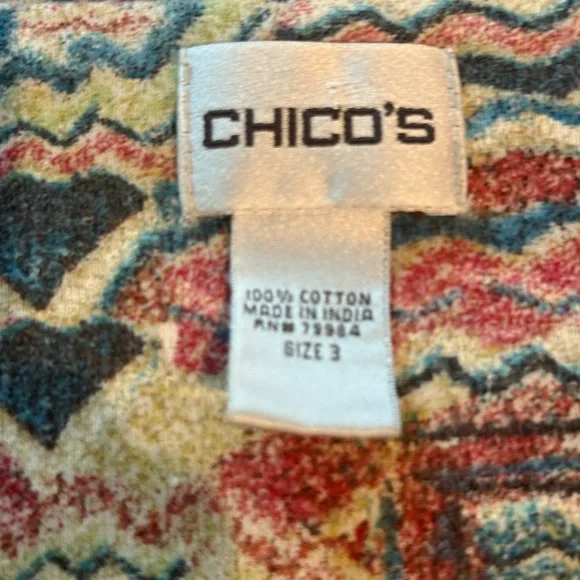 CHICO'S
100% COTTON
MADE IN INDIA
RN# 79984
SIZE 3